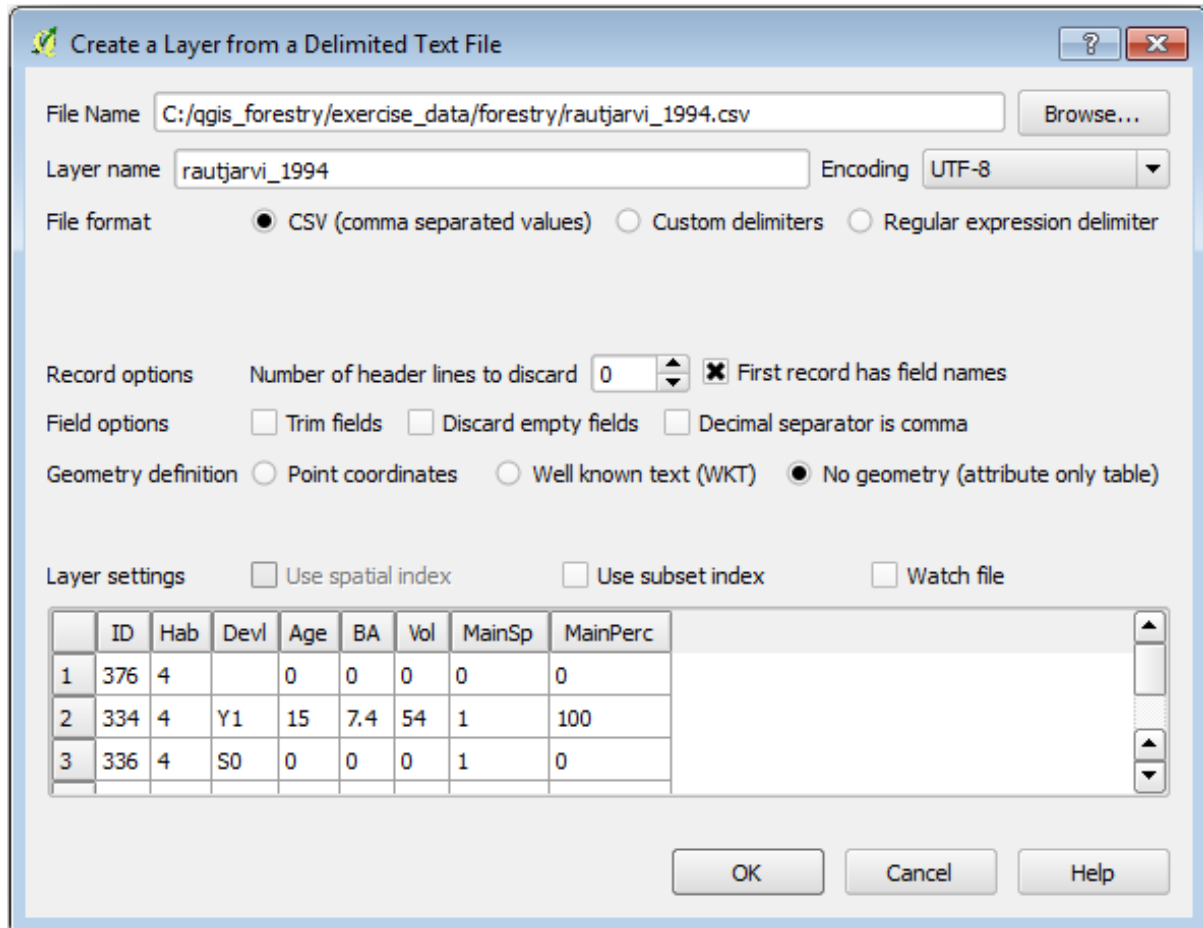 Create a Layer from a Delimited Text File
File Name C:/qgis_forestry/exercise_data/forestry/rautjarvi_1994.csv Browse...
Layer name rautjarvi_1994 Encoding UTF-8
File format CSV (comma separated values) Custom delimiters Regular expression delimiter
Record options Number of header lines to discard 0 First record has field names
Field options Trim fields Discard empty fields Decimal separator is comma
Geometry definition Point coordinates Well known text (WKT) No geometry (attribute only table)
Layer settings Use spatial index Use subset index Watch file
ID Hab Devl Age BA Vol MainSp MainPerc
1 376 4 0 0 0 0 0
2 334 4 Y1 15 7.4 54 1 100
3 336 4 S0 0 0 0 1 0
OK Cancel Help